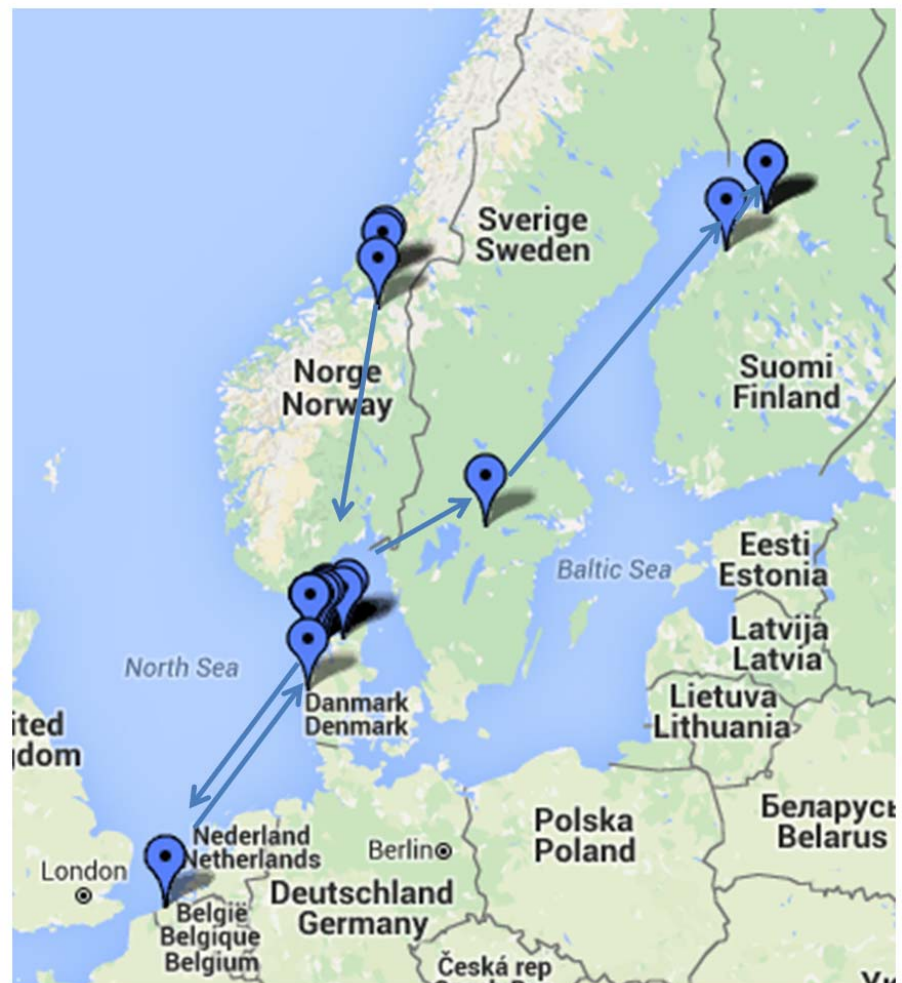 Sverige
Sweden
Suomi
Finland
Norge
Norway
Eesti
Estonia
Baltic Sea
Latvija
Latvia
North Sea
Lietuva
Lithuania
Danmark
Denmark
ited
dom
Беларусь
Belarus
Polska
Poland
Nederland
Netherlands
Berlin
London
Deutschland
Germany
België
Belgique
Belgium
Česká rep